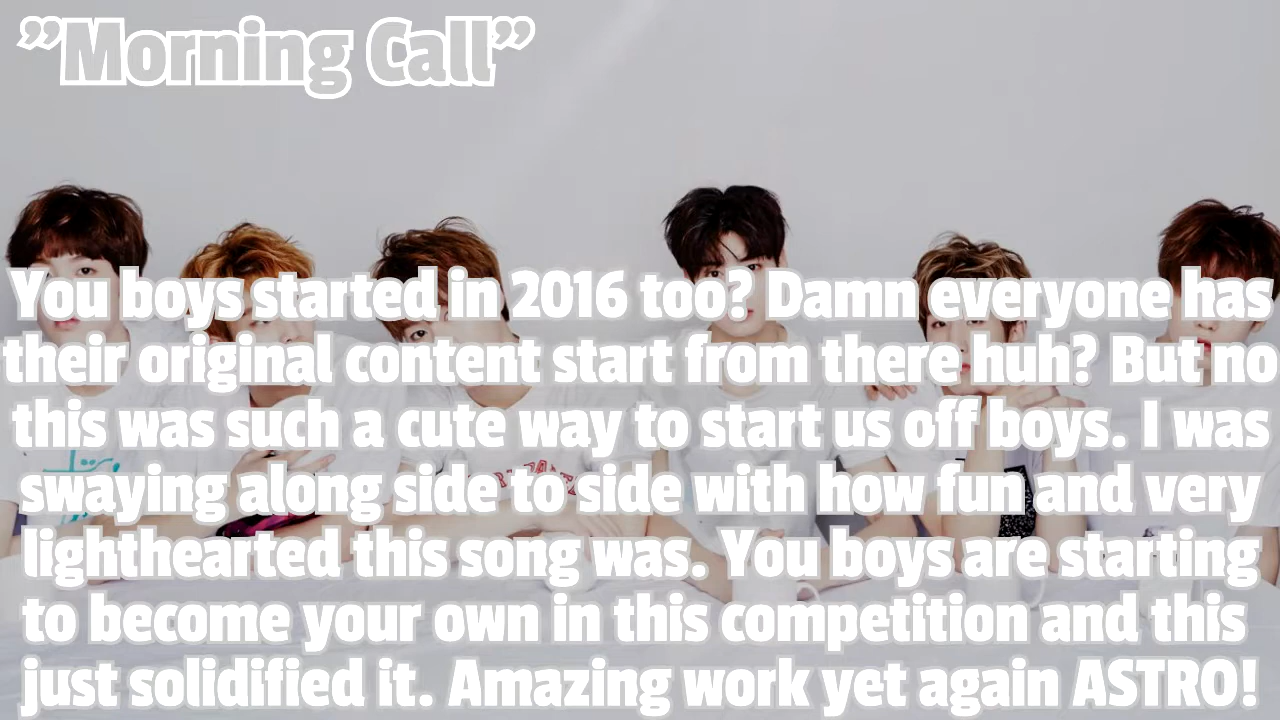 ”Morning Call”
You boys started in 2016 too? Damn everyone has
their original content start from there huh? But no
this was such a cute way to start us off boys. I was
swaying along side to side with how fun and very
lighthearted this song was. You boys are starting
to become your own in this competition and this
just solidified it. Amazing work yet again ASTRO!